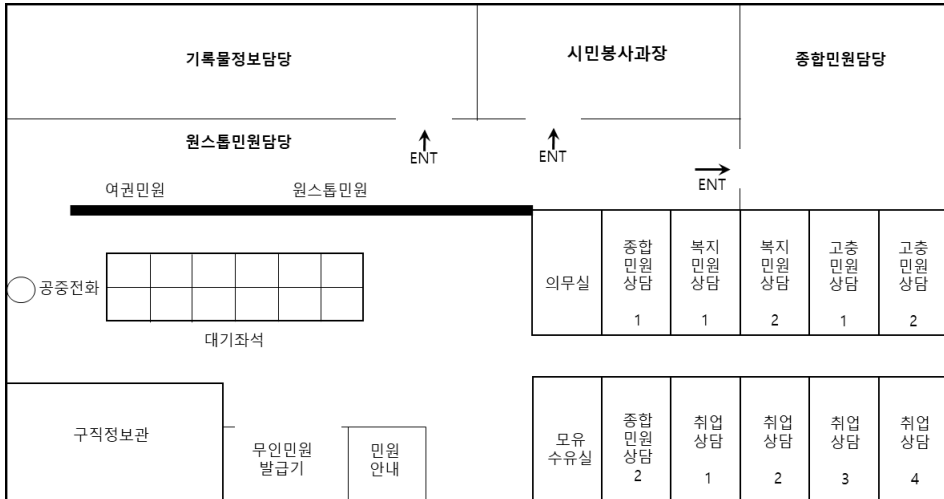 기록물정보담당
시민봉사과장
종합민원담당
원스톱민원담당
ENT
ENT
ENT
여권민원
원스톱민원
공중전화
대기좌석
의무실
종합
민원
상담
1
복지
민원
상담
1
복지
민원
상담
2
고충
민원
상담
1
고충
민원
상담
2
구직정보관
무인민원
발급기
민원
안내
모유
수유실
종합
민원
상담
2
취업
상담
1
취업
상담
2
취업
상담
3
취업
상담
4